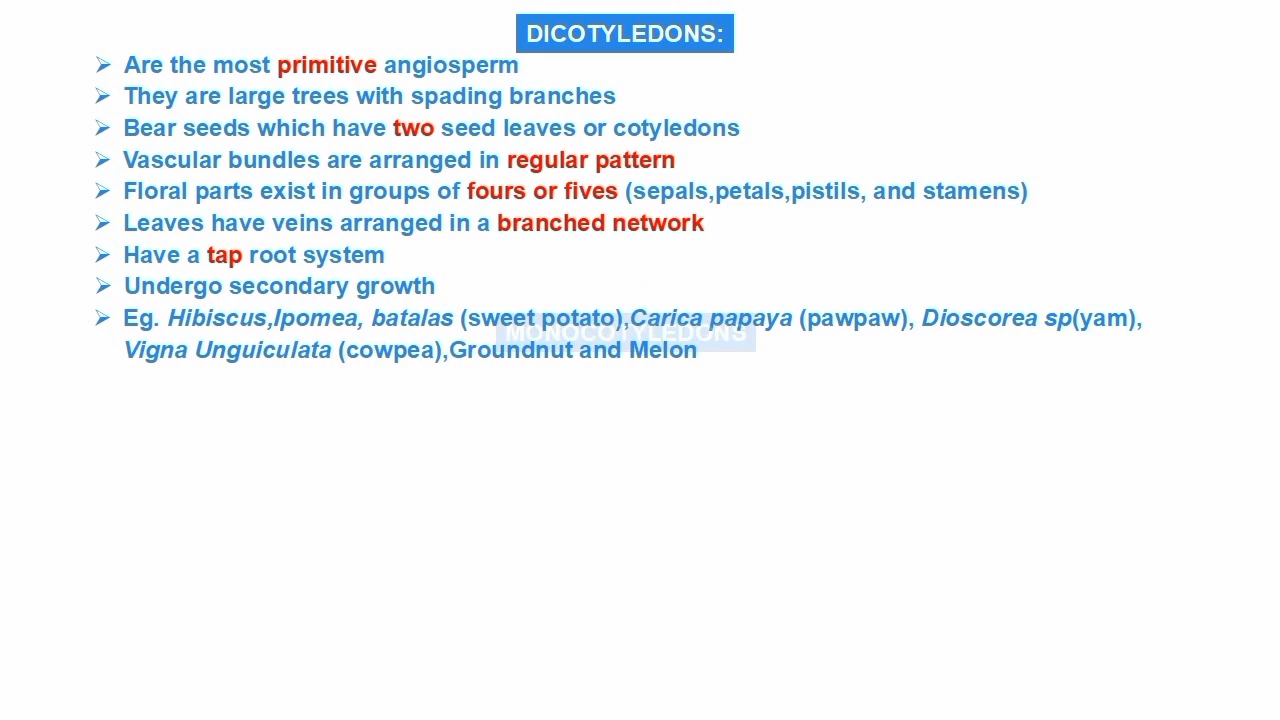 DICOTYLEDONS:
➢ Are the most primitive angiosperm
➢ They are large trees with spading branches
➢ Bear seeds which have two seed leaves or cotyledons
➢ Vascular bundles are arranged in regular pattern
➢ Floral parts exist in groups of fours or fives (sepals,petals,pistils, and stamens)
➢ Leaves have veins arranged in a branched network
➢ Have a tap root system
➢ Undergo secondary growth
➢ Eg. Hibiscus,Ipomea, batalas (sweet potato),Carica papaya (pawpaw), Dioscorea sp(yam),
MONOCOTYLEDONS
Vigna Unguiculata (cowpea),Groundnut and Melon